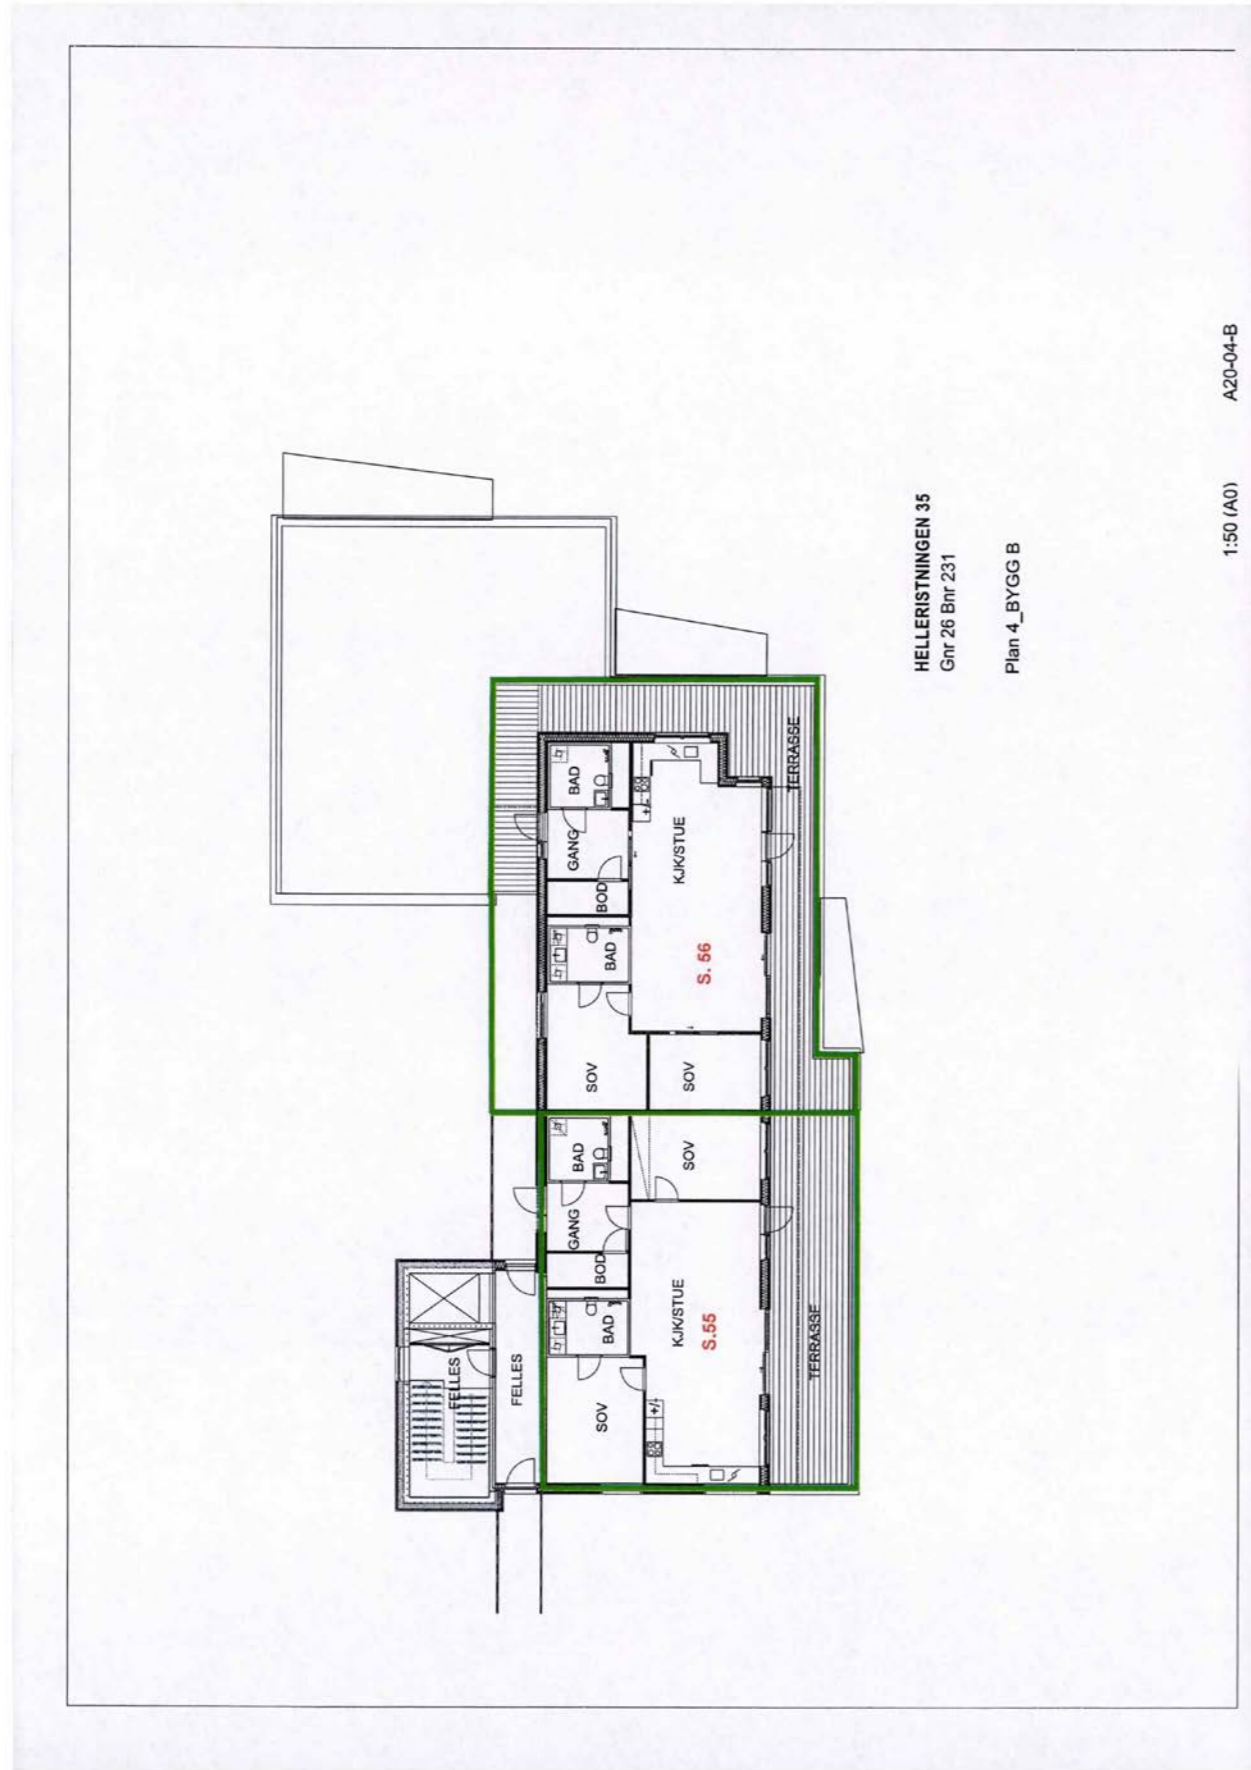 FELLES
FELLES
BAD
GANG
BOD
BAD
SOV
SOV
KJK/STUE
S.55
+/-
TERRASSE
BAD
GANG
BOD
BAD
SOV
SOV
KJK/STUE
S. 56
+/-
TERRASSE
HELLERISTNINGEN 35
Gnr 26 Bnr 231
Plan 4_BYGG B
1:50 (A0)
A20-04-B